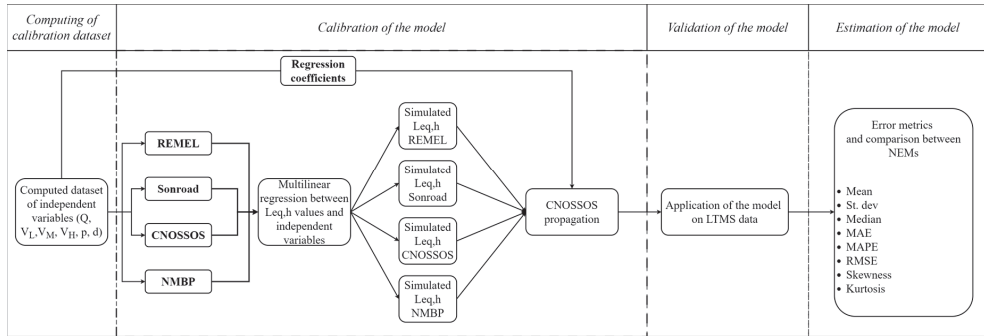 Computing of
calibration dataset
Calibration of the model
Validation of the model
Estimation of the model
Regression
coefficients
Computed dataset
of independent
variables (Q,
VL,VM, VH, p, d)
REMEL
Sonroad
CNOSSOS
NMBP
Multilinear
regression between
Leq,h values and
independent
variables
Simulated
Leq,h
REMEL
Simulated
Leq,h
Sonroad
Simulated
Leq,h
CNOSSOS
Simulated
Leq,h
NMBP
CNOSSOS
propagation
Application of the model
on LTMS data
Error metrics
and comparison between
NEMs
• Mean
• St. dev
• Median
• MAE
• MAPE
• RMSE
• Skewness
• Kurtosis